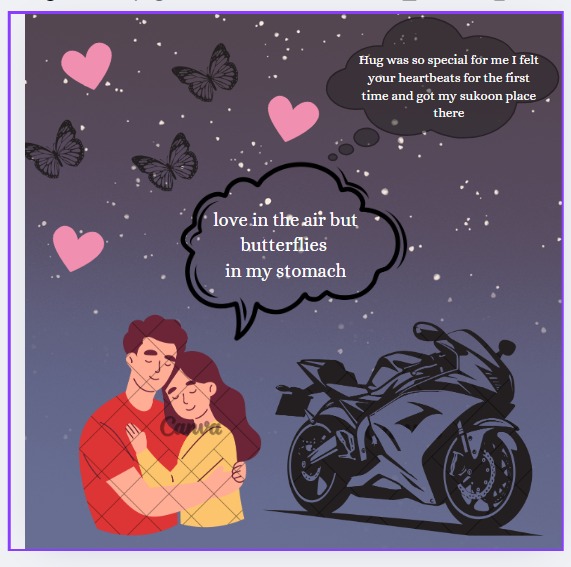 Hug was so special for me I felt
your heartbeats for the first
time and got my sukoon place
there
love in the air but
butterflies
in my stomach
Canva